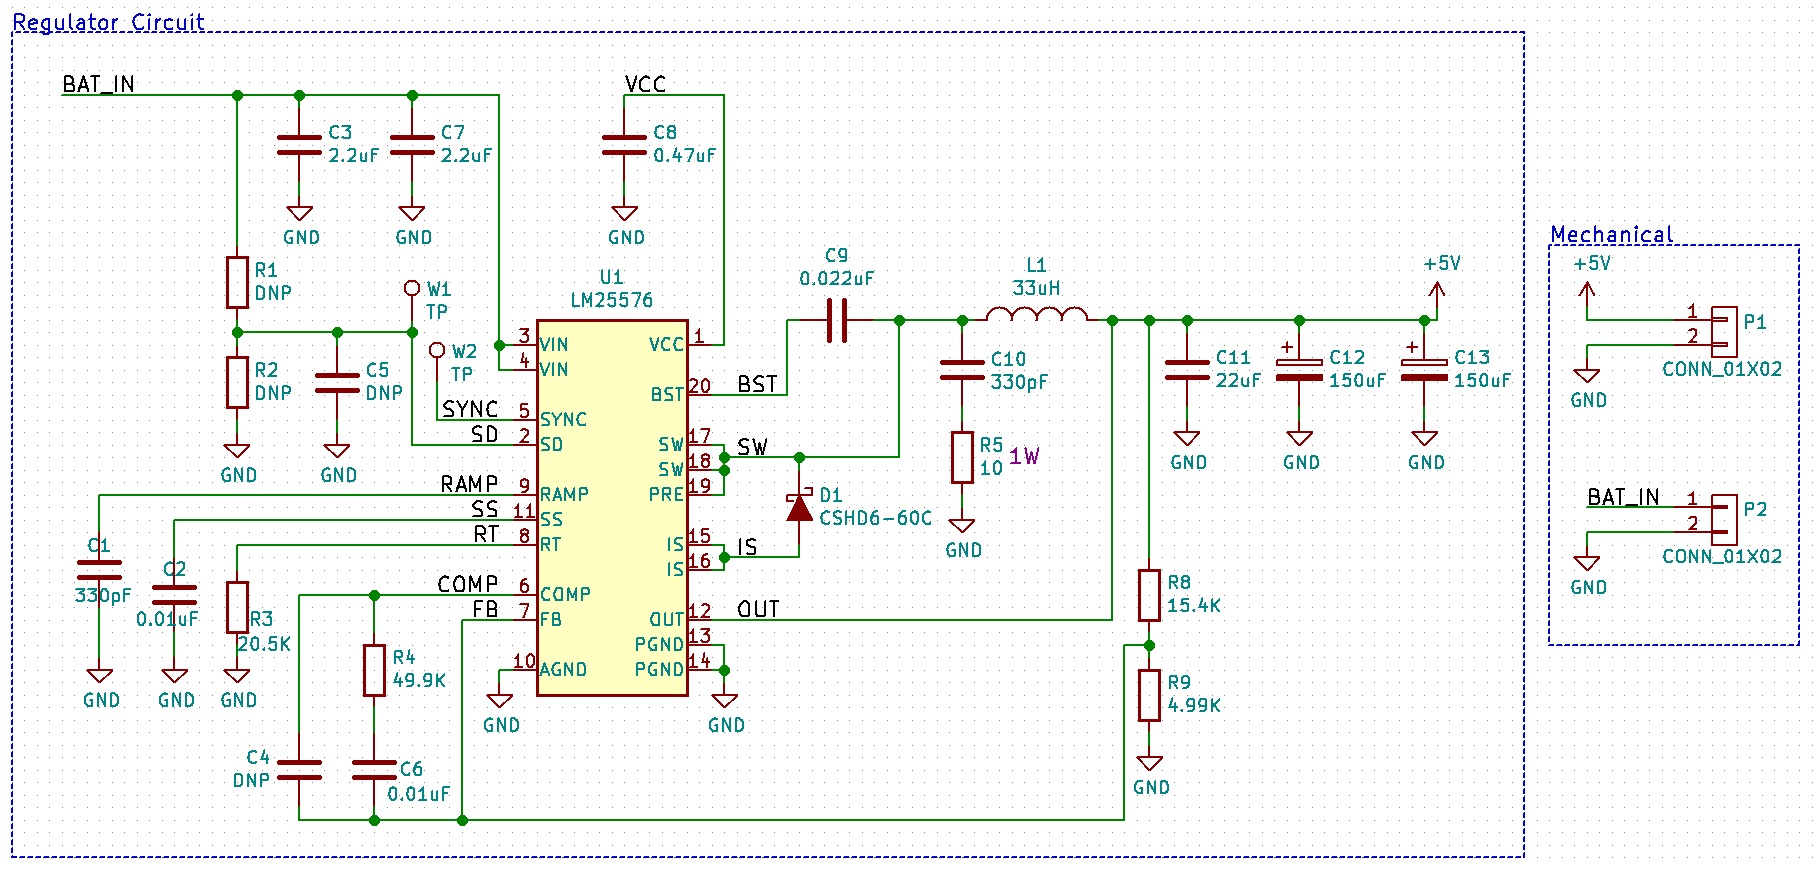 Regulator Circuit
BAT_IN
VCC
C3
2.2uF
C7
2.2uF
C8
0.47uF
GND
GND
GND
Mechanical
R1
DNP
W1
TP
U1
LM25576
C9
0.022uF
L1
33uH
+5V
+5V
1
2
P1
CONN_01X02
GND
R2
DNP
C5
DNP
W2
TP
GND
GND
SYNC
SD
RAMP
SS
RT
COMP
FB
3 VIN
4 VIN
5 SYNC
2 SD
9 RAMP
11 SS
8 RT
6 COMP
7 FB
10 AGND
VCC 1
BST 20
SW 17
SW 18
PRE 19
IS 15
IS 16
OUT 12
PGND 13
PGND 14
BST
SW
IS
OUT
C10
330pF
R5
10
1W
GND
D1
CSHD6-60C
C11
22uF
+
C12
150uF
+
C13
150uF
GND
GND
GND
BAT_IN
1
2
P2
CONN_01X02
GND
C1
330pF
C2
0.01uF
R3
20.5K
GND
GND
GND
R4
49.9K
GND
GND
R8
15.4K
R9
4.99K
GND
C4
DNP
C6
0.01uF